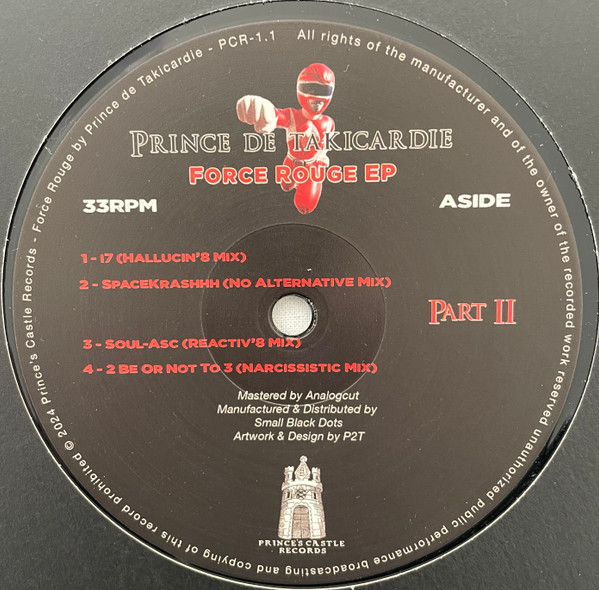 © 2024 Prince's Castle Records - Force Rouge by Prince de Takicardie - PCR-1.1 All rights of the manufacturer and of the owner of the recorded work reserved unauthorized public performance broadcasting and copying of this record prohibited
PRINCE DE TAKICARDIE
FORCE ROUGE EP
33RPM
ASIDE
1 - i7 (HALLUCIN'8 MIX)
2 - SPACEKRASHHH (NO ALTERNATIVE MIX)
PART II
3 - SOUL-ASC (REACTIV'8 MIX)
4 - 2 BE OR NOT TO 3 (NARCISSISTIC MIX)
Mastered by Analogcut
Manufactured & Distributed by
Small Black Dots
Artwork & Design by P2T
PRINCE'S CASTLE
RECORDS